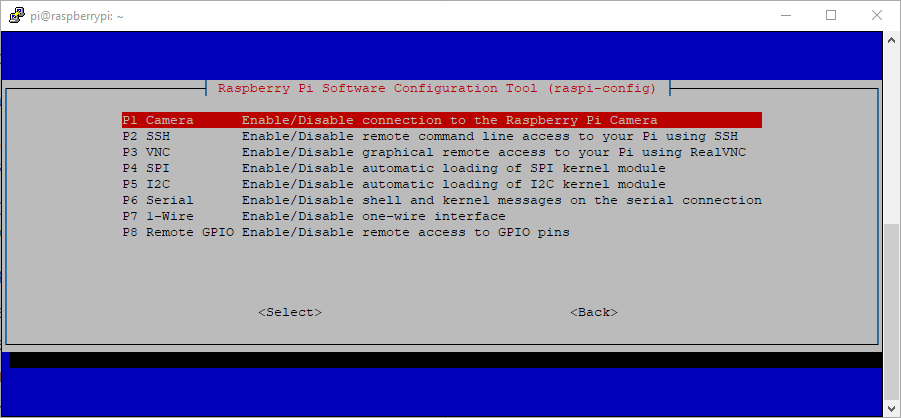 pi@raspberrypi: ~
Raspberry Pi Software Configuration Tool (raspi-config)
P1 Camera Enable/Disable connection to the Raspberry Pi Camera
P2 SSH Enable/Disable remote command line access to your Pi using SSH
P3 VNC Enable/Disable graphical remote access to your Pi using RealVNC
P4 SPI Enable/Disable automatic loading of SPI kernel module
P5 I2C Enable/Disable automatic loading of I2C kernel module
P6 Serial Enable/Disable shell and kernel messages on the serial connection
P7 1-Wire Enable/Disable one-wire interface
P8 Remote GPIO Enable/Disable remote access to GPIO pins
<Select> <Back>